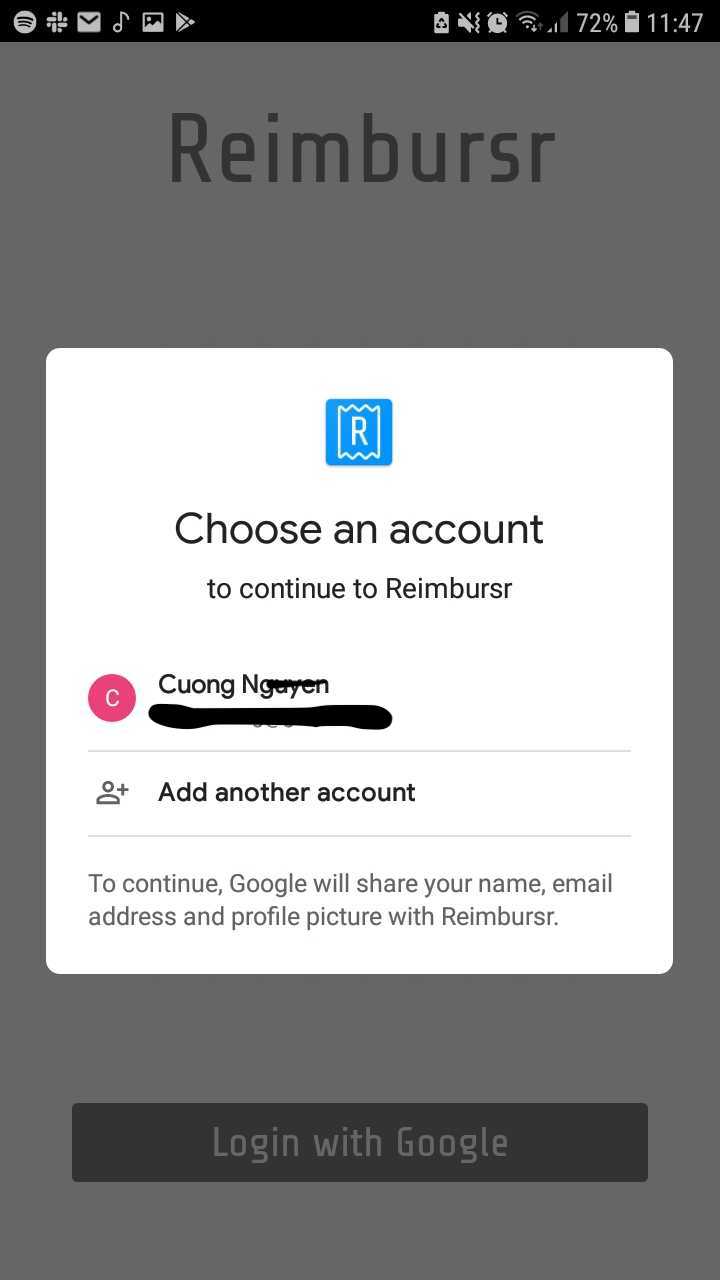 72% 11:47
Reimbursr
R
Choose an account
to continue to Reimbursr
C
Cuong Nguyen
Add another account
To continue, Google will share your name, email
address and profile picture with Reimbursr.
Login with Google